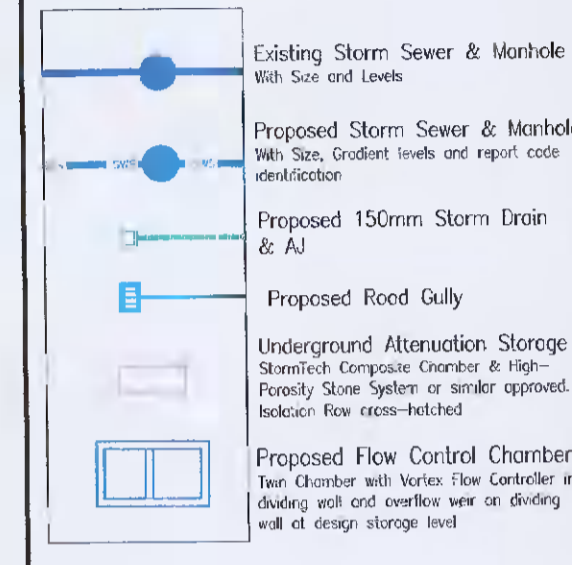 Existing Storm Sewer & Manhole
With Size and Levels
Proposed Storm Sewer & Manhole
With Size, Gradient levels and report code
identification
Proposed 150mm Storm Drain
& AJ
Proposed Road Gully
Underground Attenuation Storage
StormTech Composite Chamber & High-
Porosity Stone System or similar approved.
Isolation Row cross-hatched
Proposed Flow Control Chamber
Twin Chamber with Vortex Flow Controller in
dividing wall and overflow weir on dividing
wall at design storage level